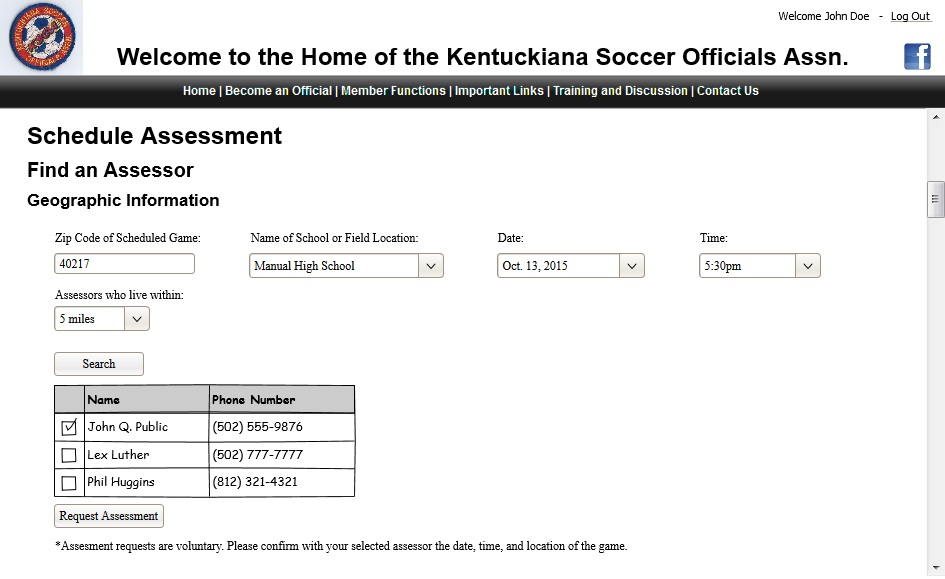 Welcome John Doe - Log Out
KENTUCKIANA SOCCER
OFFICIALS ASSN.
Welcome to the Home of the Kentuckiana Soccer Officials Assn.
f
Home | Become an Official | Member Functions | Important Links | Training and Discussion | Contact Us
Schedule Assessment
Find an Assessor
Geographic Information
Zip Code of Scheduled Game: Name of School or Field Location: Date: Time:
40217 Manual High School Oct. 13, 2015 5:30pm
Assessors who live within:
5 miles
Search
Name Phone Number
John Q. Public (502) 555-9876
Lex Luther (502) 777-7777
Phil Huggins (812) 321-4321
Request Assessment
*Assesment requests are voluntary. Please confirm with your selected assessor the date, time, and location of the game.